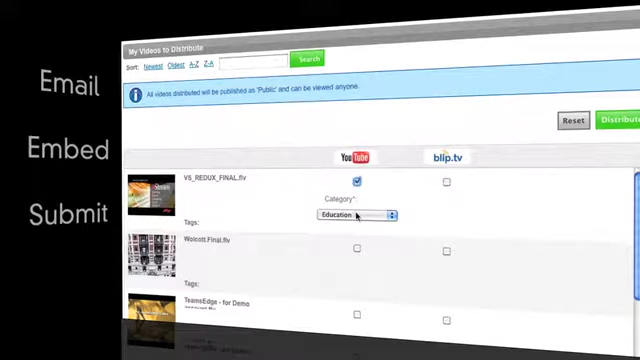 Email
Embed
Submit
My Videos to Distribute
Sort: Newest Oldest A-Z Z-A Search
All videos distributed will be published as 'Public' and can be viewed anyone.
Reset Distribute
YouTube blip.tv
VS_REDUX_FINAL.flv
Category*:
Education
Tags:
Wolcott.Final.flv
Tags:
TeamsEdge - for Demo